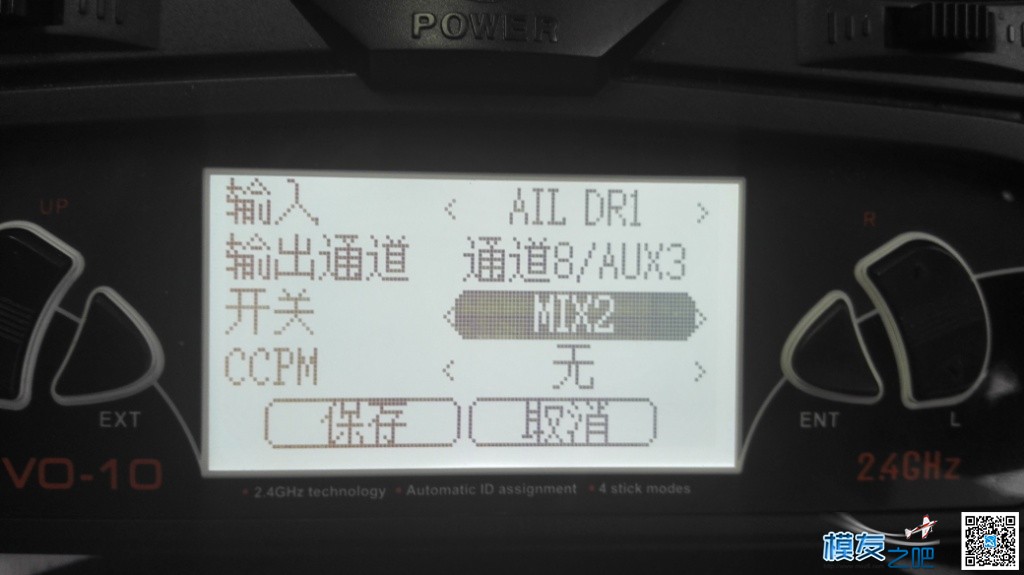 POWER
UP
R
输入 < AIL DR1 >
输出通道 通道8/AUX3
开关 < MIX2 >
CCPM < 无 >
保存 取消
EXT
ENT
L
VO-10
2.4GHz
• 2.4GHz technology • Automatic ID assignment • 4 stick modes
模友之吧